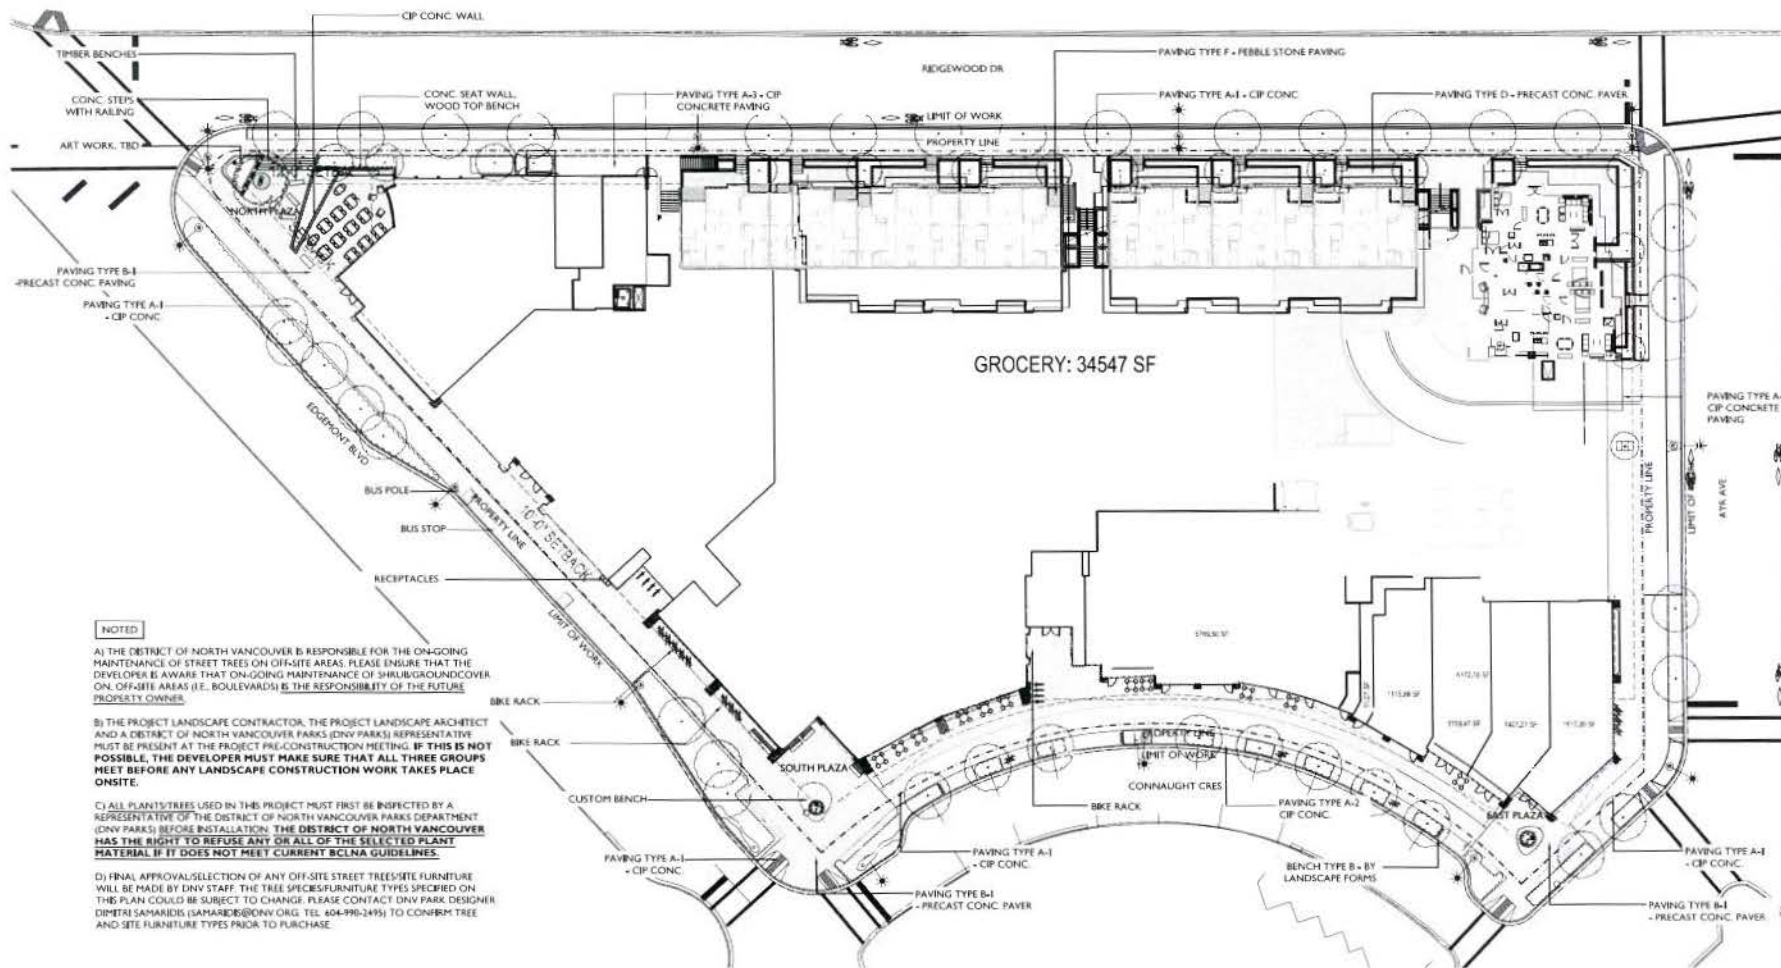 CIP CONC. WALL
TIMBER BENCHES
CONC. STEPS
WITH RAILING
ART WORK, TBD
CONC. SEAT WALL,
WOOD TOP BENCH
PAVING TYPE A-3 - CIP
CONCRETE PAVING
RIDGEWOOD DR
PAVING TYPE F - PEBBLE STONE PAVING
PAVING TYPE A-1 - CIP CONC
PAVING TYPE D - PRECAST CONC. PAVER
LIMIT OF WORK
PROPERTY LINE
NORTH PLAZA
PAVING TYPE B-1
-PRECAST CONC. PAVING
PAVING TYPE A-1
- CIP CONC.
GROCERY: 34547 SF
EDGEMONT BLVD
BUS POLE
BUS STOP
PROPERTY LINE
10'-0" SETBACK
RECEPTACLES
LIMIT OF WORK
BIKE RACK
BIKE RACK
SOUTH PLAZA
CUSTOM BENCH
PAVING TYPE A-1
- CIP CONC.
PAVING TYPE A-1
- CIP CONC.
PAVING TYPE B-1
- PRECAST CONC. PAVER
PROPERTY LINE
LIMIT OF WORK
CONNAUGHT CRES
BIKE RACK
PAVING TYPE A-2
CIP CONC.
BENCH TYPE B - BY
LANDSCAPE FORMS
EAST PLAZA
PAVING TYPE A-1
- CIP CONC.
PAVING TYPE B-1
- PRECAST CONC. PAVER
PAVING TYPE A-
CIP CONCRETE
PAVING
PROPERTY LINE
LIMIT OF
AYR AVE
NOTED
A) THE DISTRICT OF NORTH VANCOUVER IS RESPONSIBLE FOR THE ON-GOING
MAINTENANCE OF STREET TREES ON OFF-SITE AREAS. PLEASE ENSURE THAT THE
DEVELOPER IS AWARE THAT ON-GOING MAINTENANCE OF SHRUB/GROUNDCOVER
ON, OFF-SITE AREAS (I.E., BOULEVARDS) IS THE RESPONSIBILITY OF THE FUTURE
PROPERTY OWNER.
B) THE PROJECT LANDSCAPE CONTRACTOR, THE PROJECT LANDSCAPE ARCHITECT
AND A DISTRICT OF NORTH VANCOUVER PARKS (DNV PARKS) REPRESENTATIVE
MUST BE PRESENT AT THE PROJECT PRE-CONSTRUCTION MEETING. IF THIS IS NOT
POSSIBLE, THE DEVELOPER MUST MAKE SURE THAT ALL THREE GROUPS
MEET BEFORE ANY LANDSCAPE CONSTRUCTION WORK TAKES PLACE
ONSITE.
C) ALL PLANTS/TREES USED IN THIS PROJECT MUST FIRST BE INSPECTED BY A
REPRESENTATIVE OF THE DISTRICT OF NORTH VANCOUVER PARKS DEPARTMENT
(DNV PARKS) BEFORE INSTALLATION. THE DISTRICT OF NORTH VANCOUVER
HAS THE RIGHT TO REFUSE ANY OR ALL OF THE SELECTED PLANT
MATERIAL IF IT DOES NOT MEET CURRENT BCLNA GUIDELINES.
D) FINAL APPROVAL/SELECTION OF ANY OFF-SITE STREET TREES/SITE FURNITURE
WILL BE MADE BY DNV STAFF. THE TREE SPECIES/FURNITURE TYPES SPECIFIED ON
THIS PLAN COULD BE SUBJECT TO CHANGE. PLEASE CONTACT DNV PARK DESIGNER
DIMITRI SAMARIDIS (SAMARIDIS@DNV.ORG TEL 604-990-2495) TO CONFIRM TREE
AND SITE FURNITURE TYPES PRIOR TO PURCHASE.